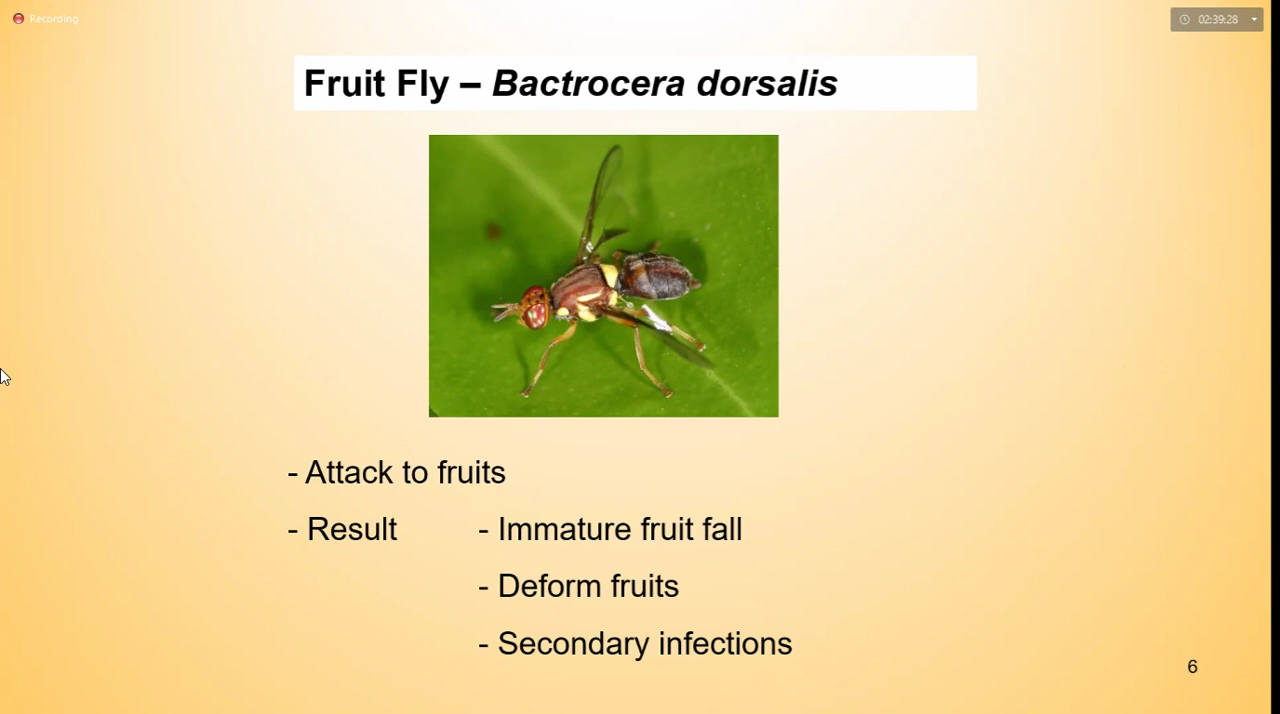 Recording
02:39:28
Fruit Fly – Bactrocera dorsalis
- Attack to fruits
- Result - Immature fruit fall
- Deform fruits
- Secondary infections
6